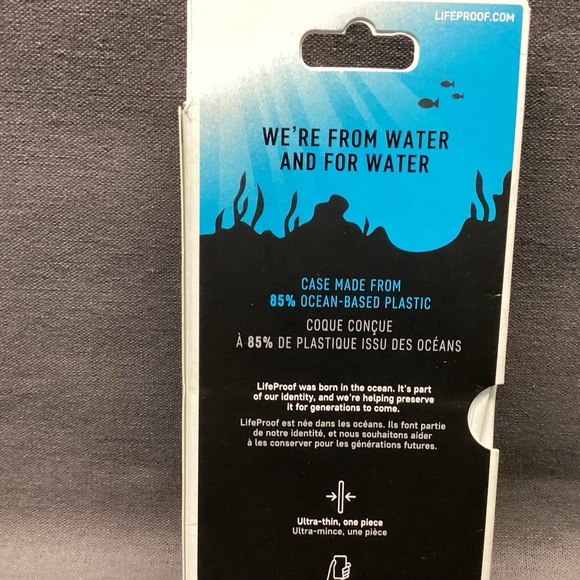 LIFEPROOF.COM
WE'RE FROM WATER
AND FOR WATER
CASE MADE FROM
85% OCEAN-BASED PLASTIC
COQUE CONÇUE
À 85% DE PLASTIQUE ISSU DES OCÉANS
LifeProof was born in the ocean. It's part
of our identity, and we're helping preserve
it for generations to come.
LifeProof est née dans les océans. Ils font partie
de notre identité, et nous souhaitons aider
à les conserver pour les générations futures.
Ultra-thin, one piece
Ultra-mince, une pièce